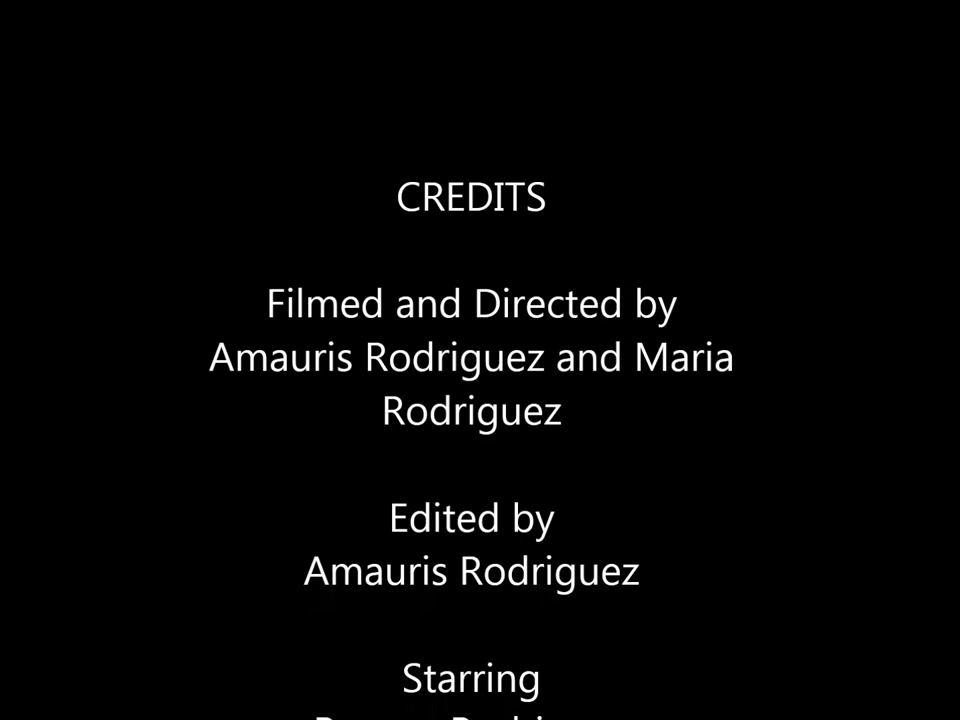 CREDITS
Filmed and Directed by
Amauris Rodriguez and Maria
Rodriguez
Edited by
Amauris Rodriguez
Starring